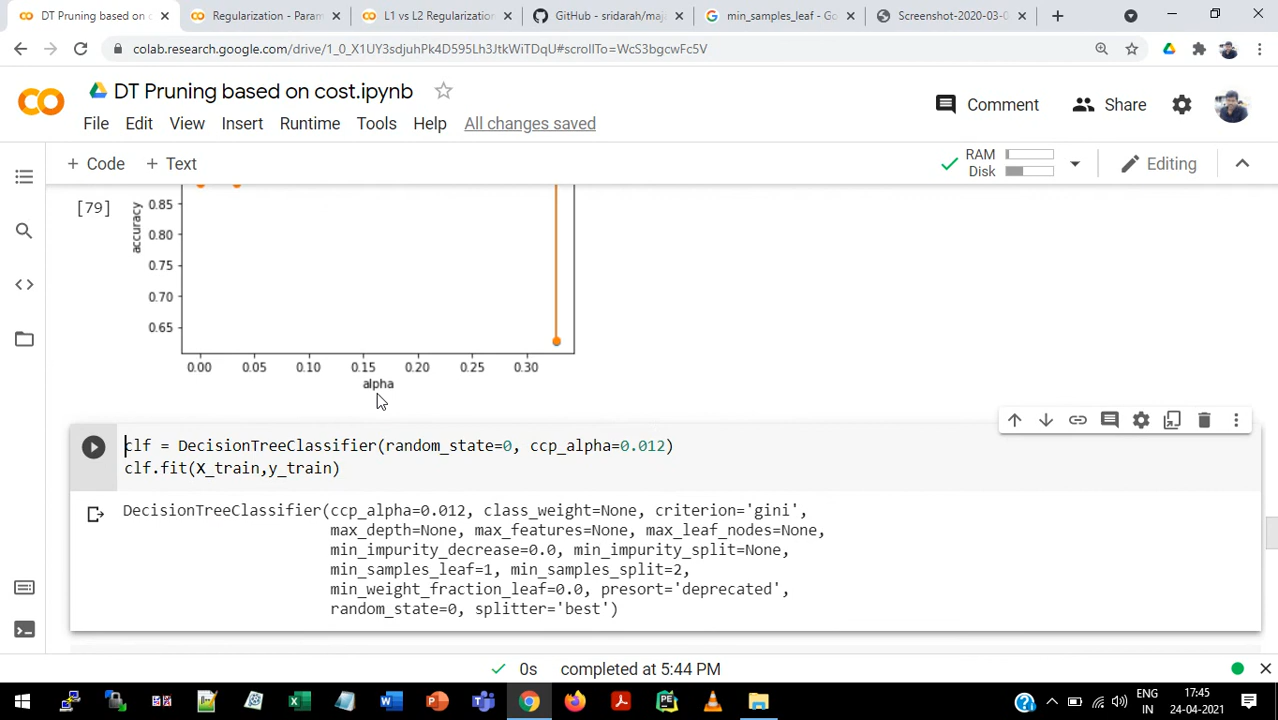 DT Pruning based on c
Regularization - Param
L1 vs L2 Regularization
GitHub - sridarah/maj
min_samples_leaf - Go
Screenshot-2020-03-0
colab.research.google.com/drive/1_0_X1UY3sdjuhPk4D595Lh3JtkWiTDqU#scrollTo=WcS3bgcwFc5V
DT Pruning based on cost.ipynb
Comment
Share
File Edit View Insert Runtime Tools Help All changes saved
+ Code + Text
RAM
Disk
Editing
[79]
accuracy
0.85
0.80
0.75
0.70
0.65
0.00 0.05 0.10 0.15 0.20 0.25 0.30
alpha
clf = DecisionTreeClassifier(random_state=0, ccp_alpha=0.012)
clf.fit(X_train,y_train)
DecisionTreeClassifier(ccp_alpha=0.012, class_weight=None, criterion='gini',
max_depth=None, max_features=None, max_leaf_nodes=None,
min_impurity_decrease=0.0, min_impurity_split=None,
min_samples_leaf=1, min_samples_split=2,
min_weight_fraction_leaf=0.0, presort='deprecated',
random_state=0, splitter='best')
0s completed at 5:44 PM
ENG
IN
17:45
24-04-2021